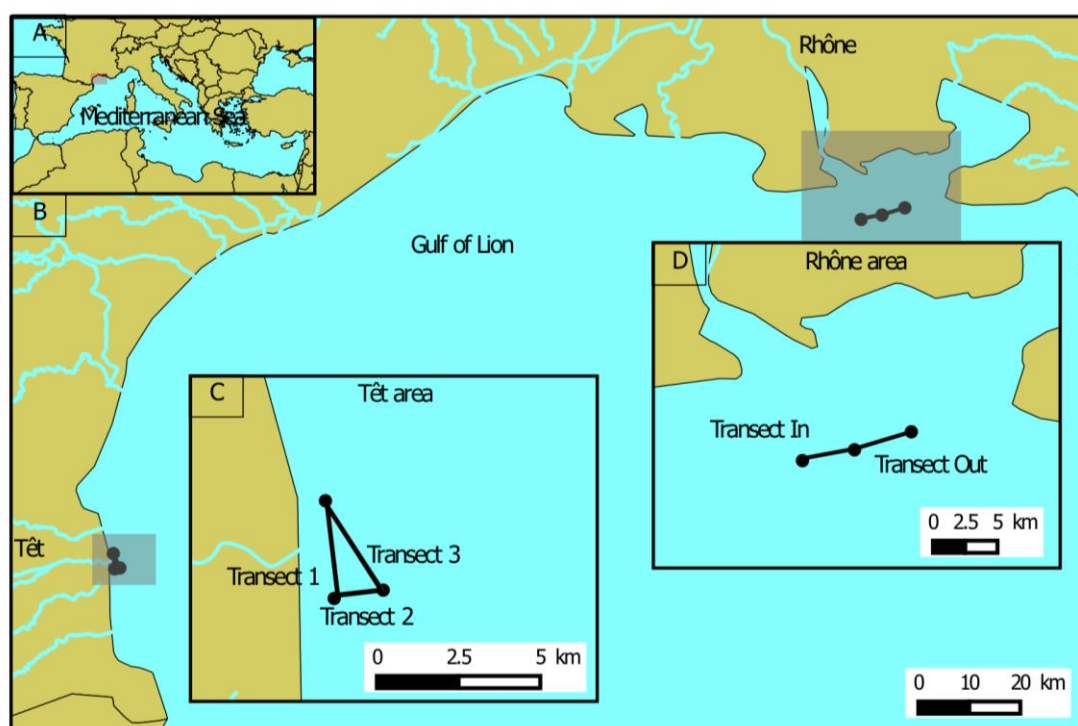 A
Mediterranean Sea
B
Gulf of Lion
Rhône
Têt
C
Têt area
Transect 1
Transect 2
Transect 3
0 2.5 5 km
D
Rhône area
Transect In
Transect Out
0 2.5 5 km
0 10 20 km